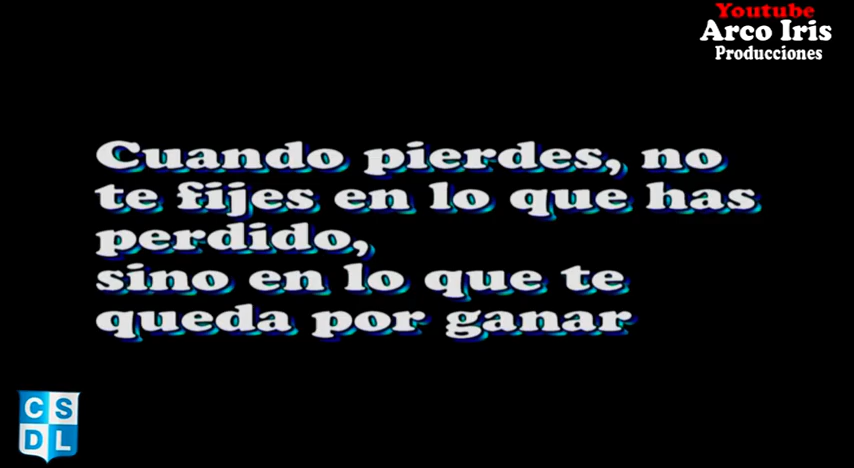 Youtube
Arco Iris
Producciones
Cuando pierdes, no
te fijes en lo que has
perdido,
sino en lo que te
queda por ganar
C S
D L